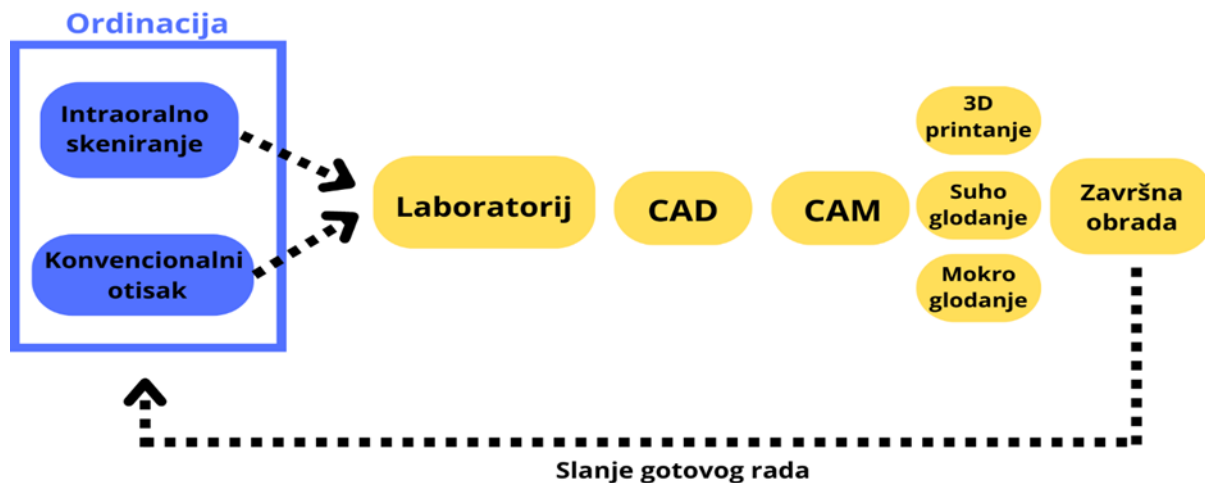 Ordinacija
Intraoralno
skeniranje
Konvencionalni
otisak
Laboratorij
CAD
CAM
3D
printanje
Suho
glodanje
Mokro
glodanje
Završna
obrada
Slanje gotovog rada